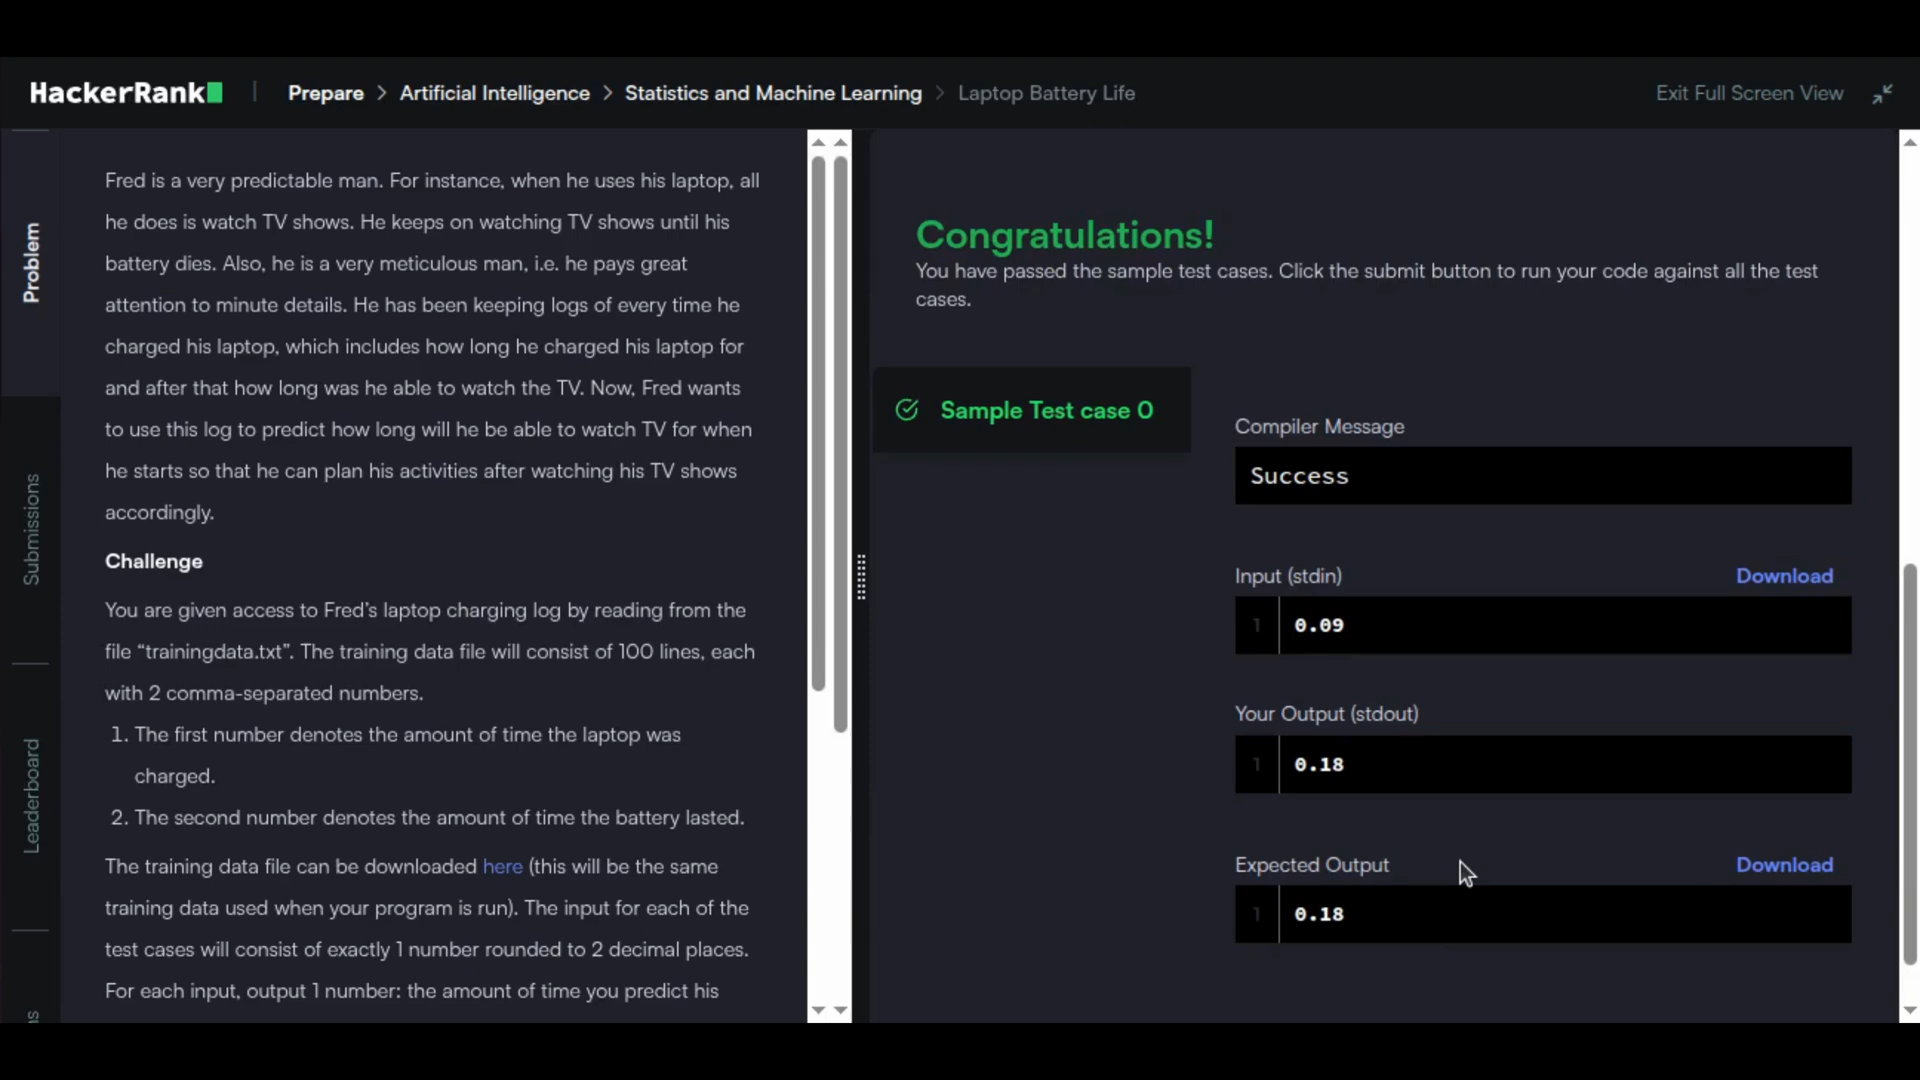 HackerRank | Prepare > Artificial Intelligence > Statistics and Machine Learning > Laptop Battery Life Exit Full Screen View
Problem
Submissions
Leaderboard
Fred is a very predictable man. For instance, when he uses his laptop, all
he does is watch TV shows. He keeps on watching TV shows until his
battery dies. Also, he is a very meticulous man, i.e. he pays great
attention to minute details. He has been keeping logs of every time he
charged his laptop, which includes how long he charged his laptop for
and after that how long was he able to watch the TV. Now, Fred wants
to use this log to predict how long will he be able to watch TV for when
he starts so that he can plan his activities after watching his TV shows
accordingly.
Challenge
You are given access to Fred’s laptop charging log by reading from the
file “trainingdata.txt”. The training data file will consist of 100 lines, each
with 2 comma-separated numbers.
1. The first number denotes the amount of time the laptop was
charged.
2. The second number denotes the amount of time the battery lasted.
The training data file can be downloaded here (this will be the same
training data used when your program is run). The input for each of the
test cases will consist of exactly 1 number rounded to 2 decimal places.
For each input, output 1 number: the amount of time you predict his
Congratulations!
You have passed the sample test cases. Click the submit button to run your code against all the test
cases.
Sample Test case 0
Compiler Message
Success
Input (stdin) Download
1 0.09
Your Output (stdout)
1 0.18
Expected Output Download
1 0.18